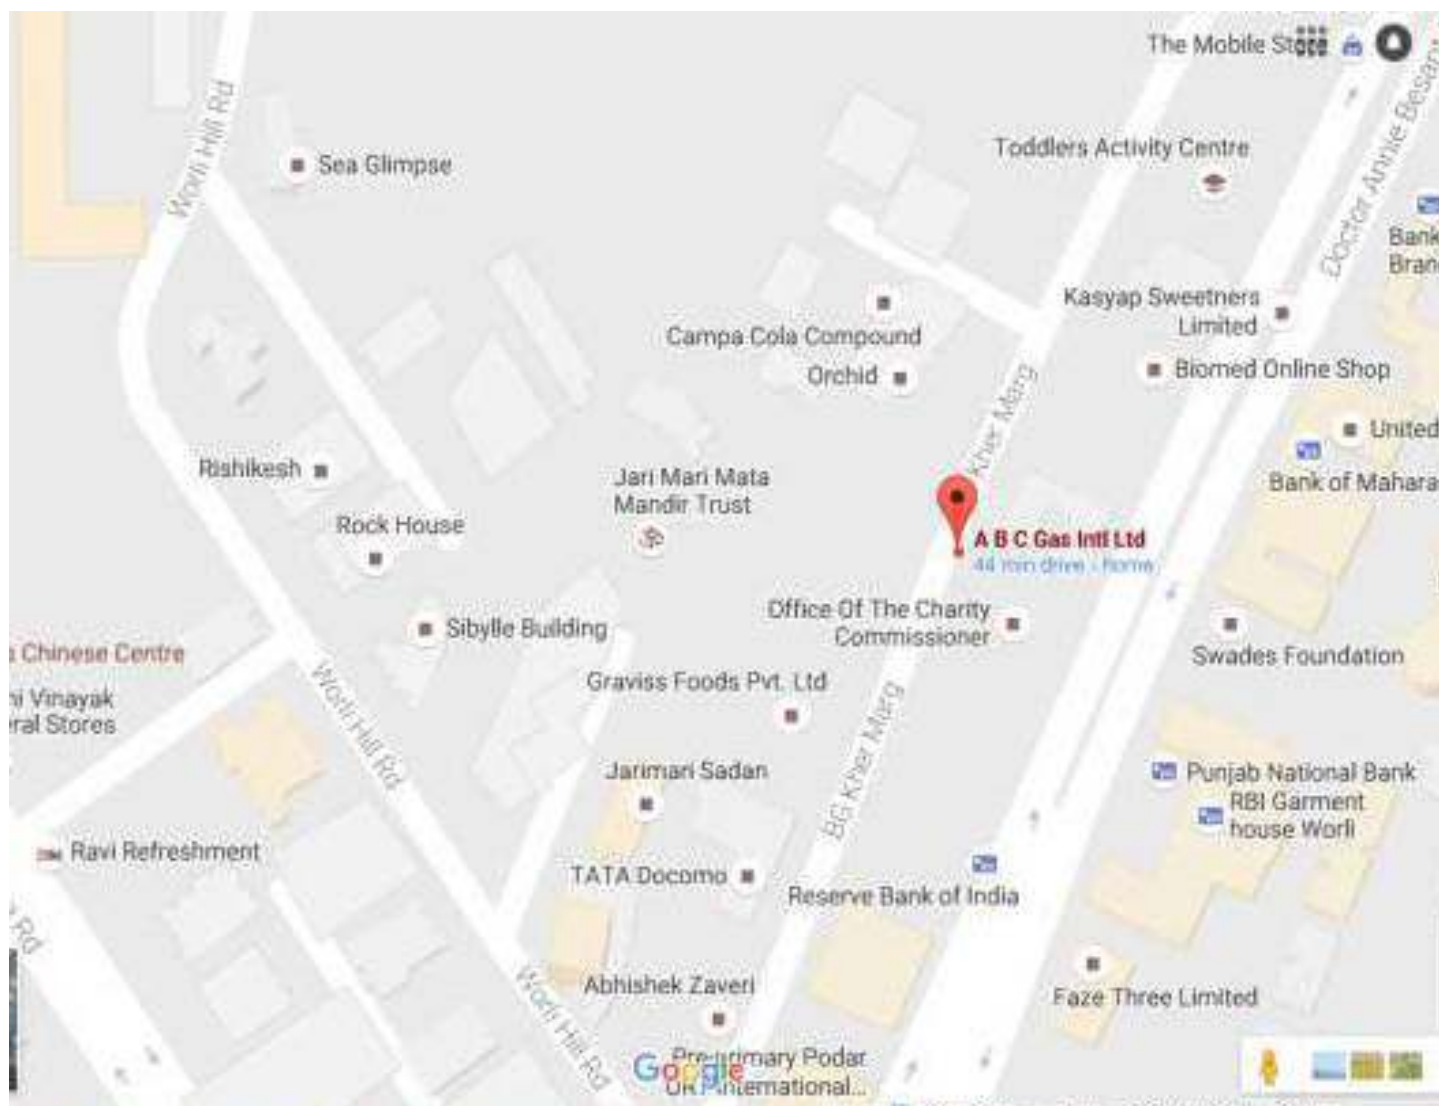 The Mobile Store
Worli Hill Rd
Sea Glimpse
Toddlers Activity Centre
Doctor Annie Besant
Bank
Bran
Kasyap Sweetners
Limited
Campa Cola Compound
Orchid
Biomed Online Shop
Kher Marg
United
Rishikesh
Jari Mari Mata
Mandir Trust
Bank of Mahara
Rock House
A B C Gas Intl Ltd
44 min drive - home
Office Of The Charity
Commissioner
Sibylle Building
Chinese Centre
Swades Foundation
Graviss Foods Pvt. Ltd
ni Vinayak
ral Stores
Worli Hill Rd
BG Kher Marg
Jarimari Sadan
Punjab National Bank
RBI Garment
house Worli
Ravi Refreshment
TATA Docomo
Reserve Bank of India
Rd
Abhishek Zaveri
Faze Three Limited
Worli Hill Rd
Google
Pre-primary Podar
International...